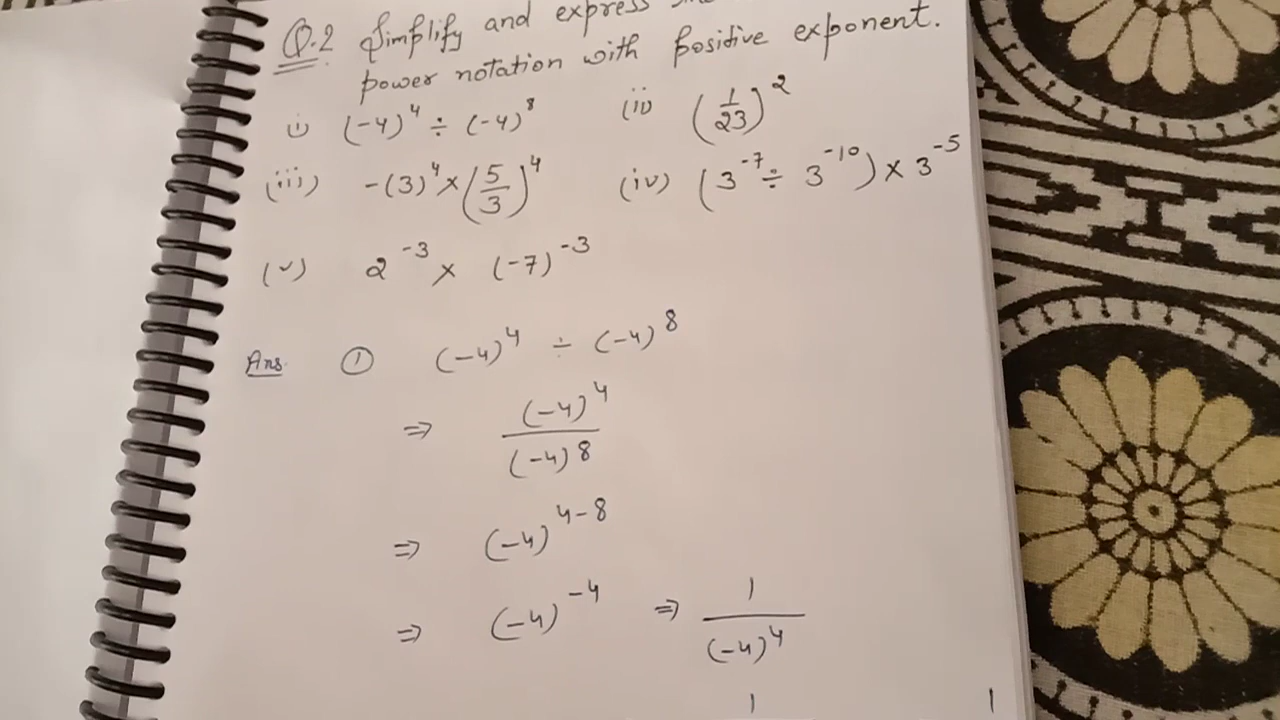 Q.2 Simplify and express
power notation with positive exponent.
(i) (-4)⁴ ÷ (-4)⁸ (ii) (1/23)²
(iii) -(3)⁴ × (5/3)⁴ (iv) (3⁻⁷ ÷ 3⁻¹⁰) × 3⁻⁵
(v) 2⁻³ × (-7)⁻³
Ans. ① (-4)⁴ ÷ (-4)⁸
⇒ (-4)⁴/(-4)⁸
⇒ (-4)⁴⁻⁸
⇒ (-4)⁻⁴ ⇒ 1/(-4)⁴
1 1